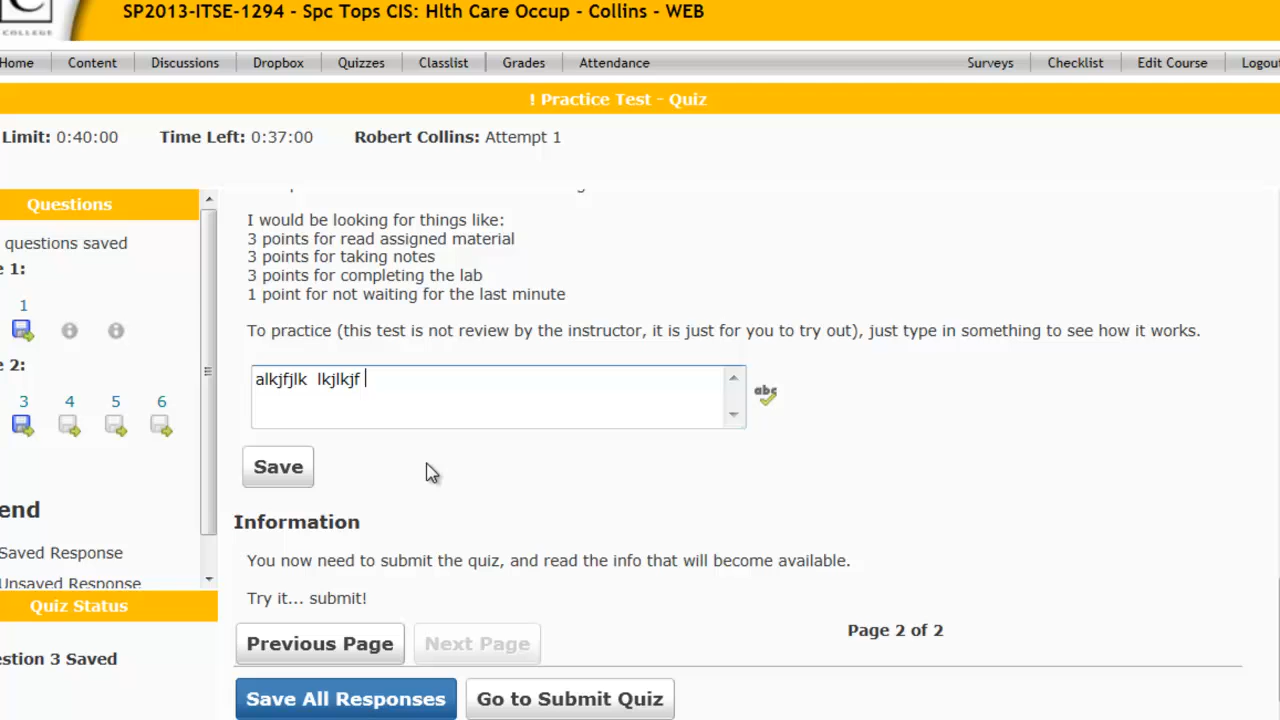 COLLEGE
SP2013-ITSE-1294 - Spc Tops CIS: Hlth Care Occup - Collins - WEB
Home Content Discussions Dropbox Quizzes Classlist Grades Attendance Surveys Checklist Edit Course Logou
! Practice Test - Quiz
Limit: 0:40:00 Time Left: 0:37:00 Robert Collins: Attempt 1
Questions
questions saved
e 1:
1
e 2:
3 4 5 6
end
Saved Response
Unsaved Response
Quiz Status
estion 3 Saved
I would be looking for things like:
3 points for read assigned material
3 points for taking notes
3 points for completing the lab
1 point for not waiting for the last minute
To practice (this test is not review by the instructor, it is just for you to try out), just type in something to see how it works.
alkjfjlk lkjlkjf
abc
Save
Information
You now need to submit the quiz, and read the info that will become available.
Try it... submit!
Previous Page Next Page
Page 2 of 2
Save All Responses Go to Submit Quiz